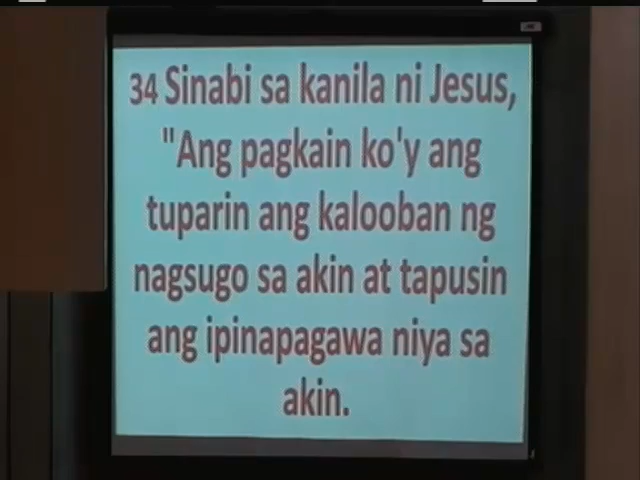 34 Sinabi sa kanila ni Jesus,
"Ang pagkain ko'y ang
tuparin ang kalooban ng
nagsugo sa akin at tapusin
ang ipinapagawa niya sa
akin.